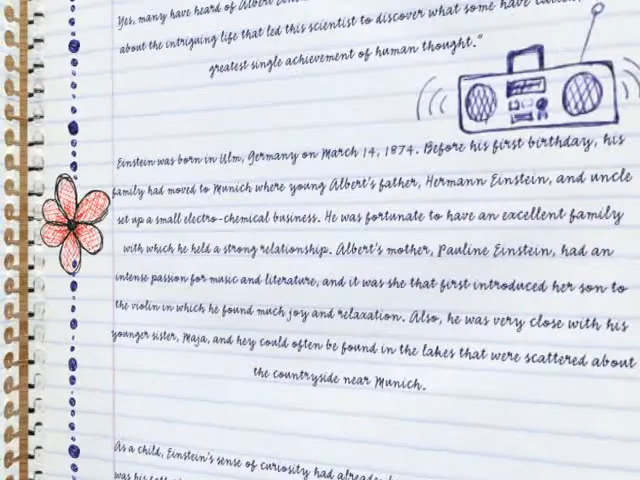 Yes, many have heard of Albert
about the intriguing life that led this scientist to discover what some have
greatest single achievement of human thought."
Einstein was born in Ulm, Germany on March 14, 1874. Before his first birthday, his
family had moved to Munich where young Albert's father, Hermann Einstein, and uncle
set up a small electro-chemical business. He was fortunate to have an excellent family
with which he held a strong relationship. Albert's mother, Pauline Einstein, had an
intense passion for music and literature, and it was she that first introduced her son to
the violin in which he found much joy and relaxation. Also, he was very close with his
younger sister, Maja, and hey could often be found in the lakes that were scattered about
the countryside near Munich.
As a child, Einstein's sense of curiosity had already
was his